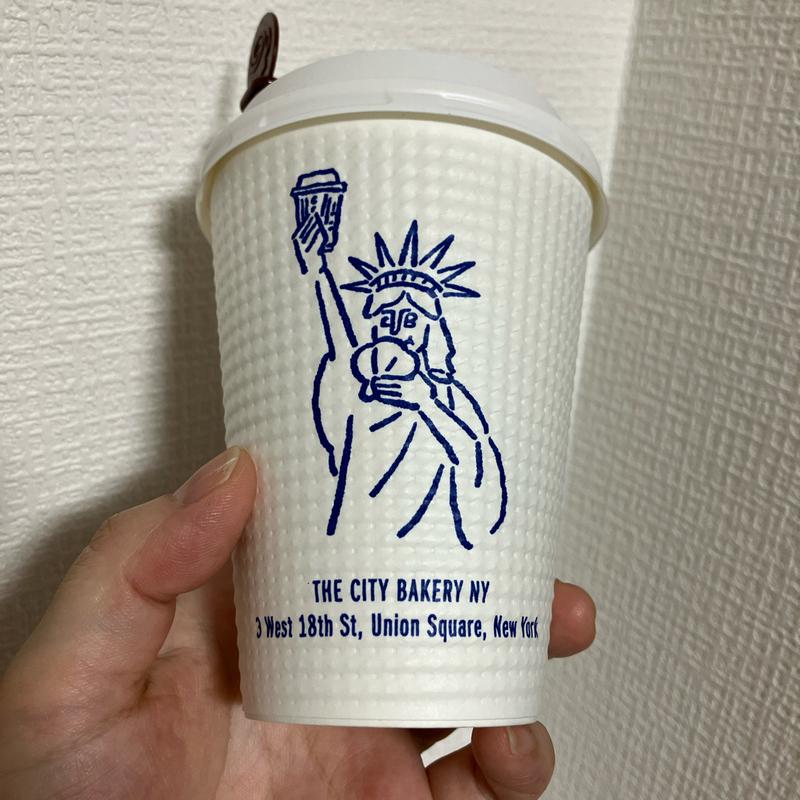 THE CITY BAKERY NY
3 West 18th St, Union Square, New York